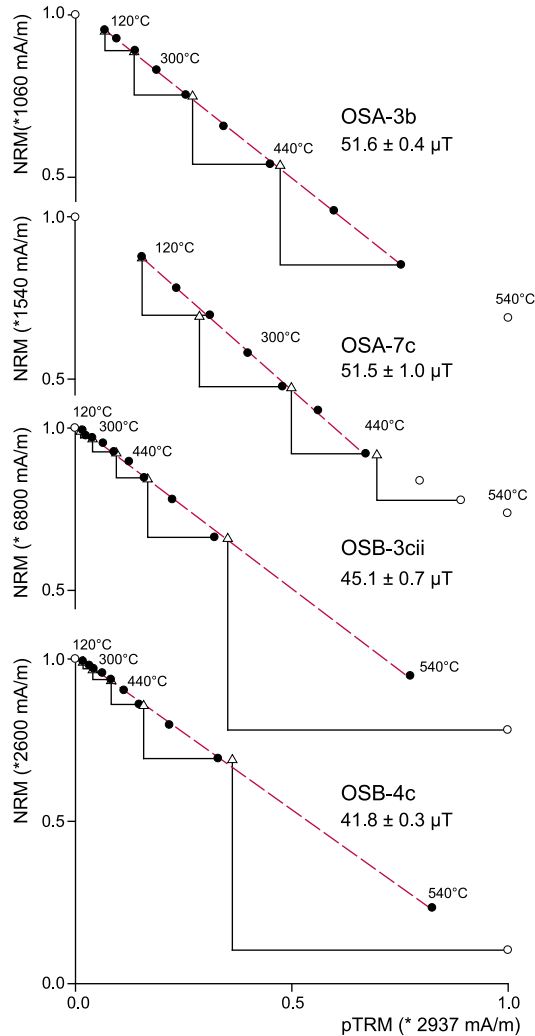 1.0
120°C
300°C
NRM(*1060 mA/m)
OSA-3b
51.6 ± 0.4 µT
440°C
0.5
1.0
120°C
540°C
NRM (*1540 mA/m)
300°C
OSA-7c
51.5 ± 1.0 µT
0.5
120°C
300°C
440°C
1.0
440°C
540°C
NRM (* 6800 mA/m)
OSB-3cii
45.1 ± 0.7 µT
0.5
120°C
300°C
540°C
1.0
440°C
NRM (*2600 mA/m)
OSB-4c
41.8 ± 0.3 µT
0.5
540°C
0.0
0.0
0.5
1.0
pTRM (* 2937 mA/m)